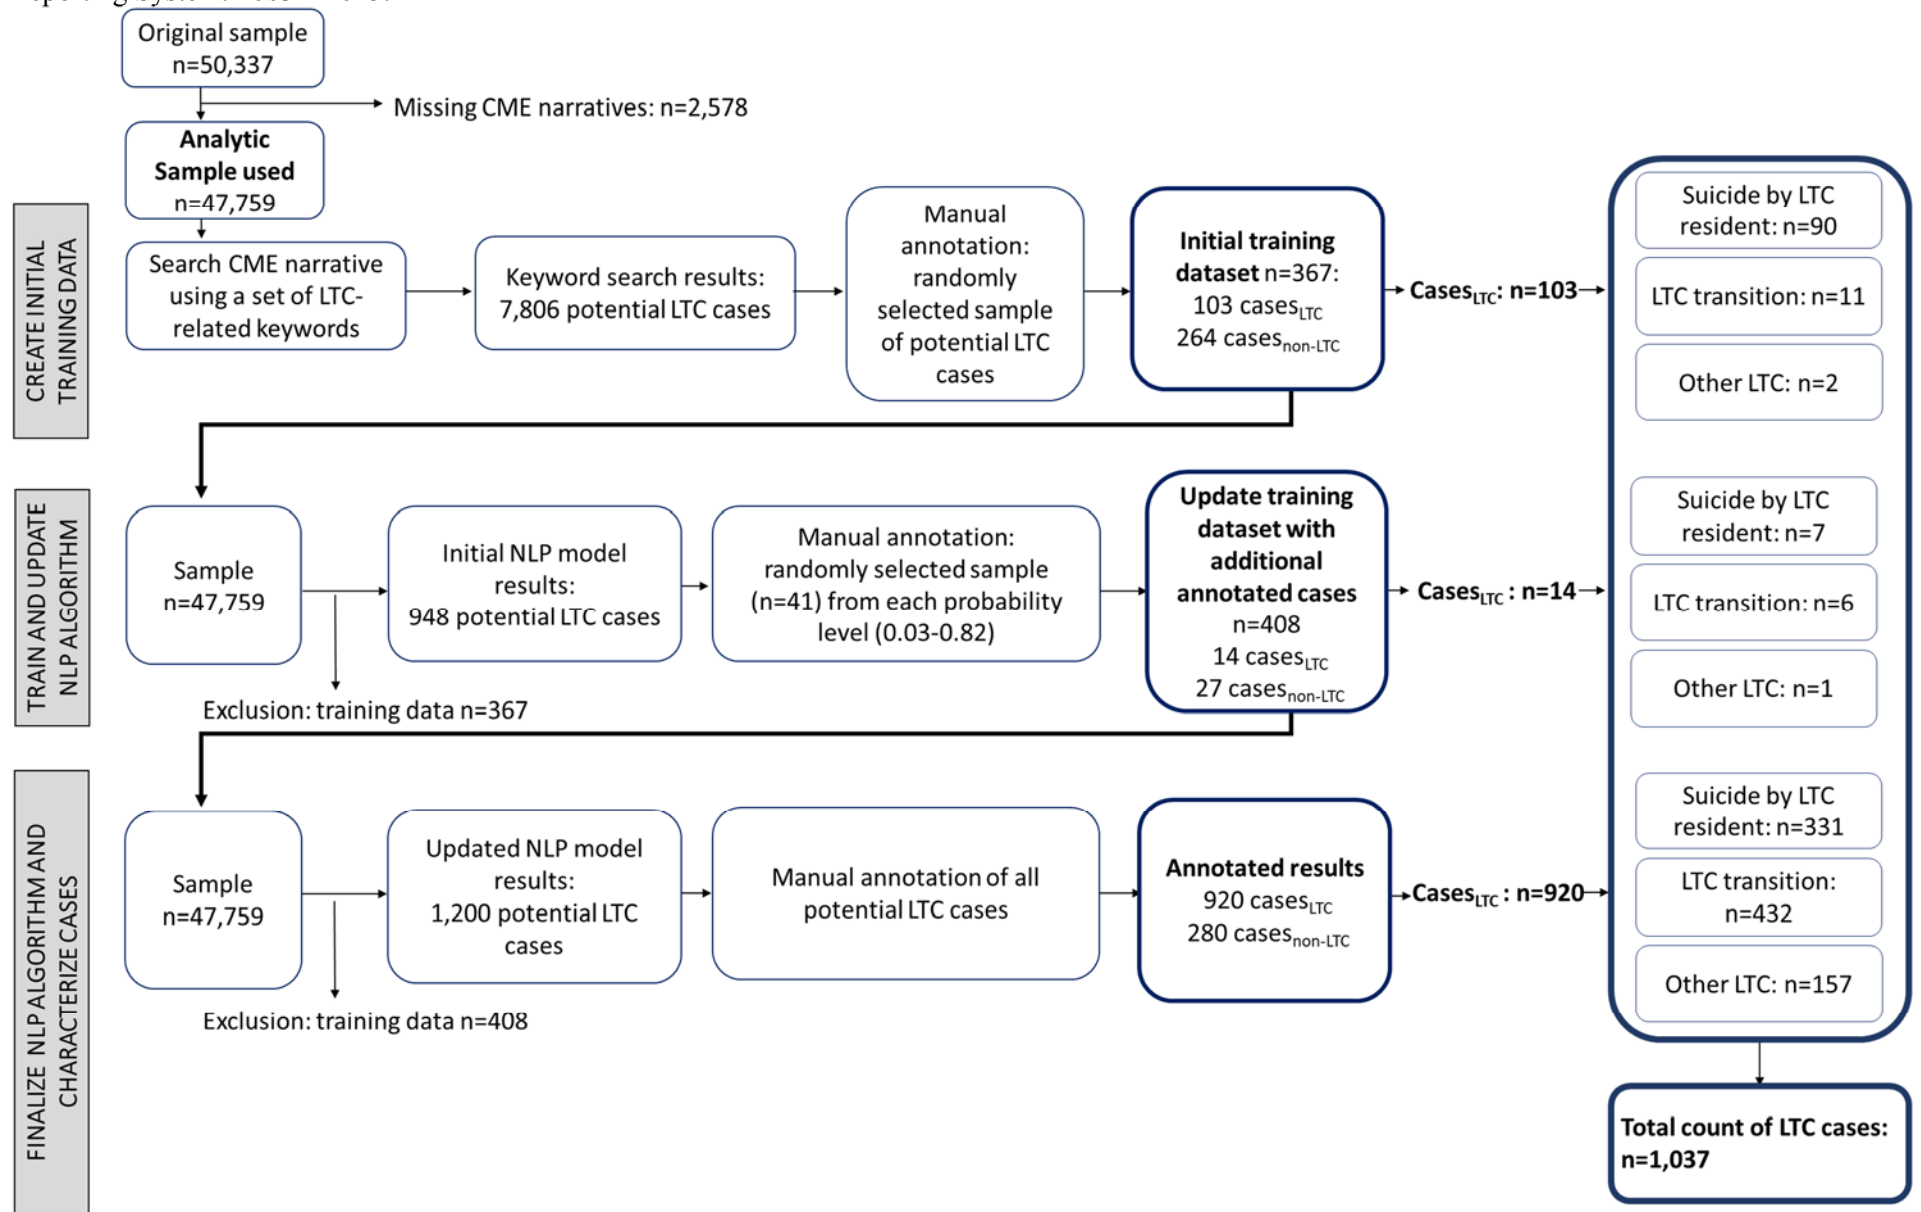 Original sample
n=50,337
Missing CME narratives: n=2,578
Analytic
Sample used
n=47,759
CREATE INITIAL
TRAINING DATA
Search CME narrative
using a set of LTC-
related keywords
Keyword search results:
7,806 potential LTC cases
Manual
annotation:
randomly
selected sample
of potential LTC
cases
Initial training
dataset n=367:
103 casesLTC
264 casesnon-LTC
CasesLTC: n=103
Suicide by LTC
resident: n=90
LTC transition: n=11
Other LTC: n=2
TRAIN AND UPDATE
NLP ALGORITHM
Sample
n=47,759
Exclusion: training data n=367
Initial NLP model
results:
948 potential LTC cases
Manual annotation:
randomly selected sample
(n=41) from each probability
level (0.03-0.82)
Update training
dataset with
additional
annotated cases
n=408
14 casesLTC
27 casesnon-LTC
CasesLTC : n=14
Suicide by LTC
resident: n=7
LTC transition: n=6
Other LTC: n=1
FINALIZE NLP ALGORITHM AND
CHARACTERIZE CASES
Sample
n=47,759
Exclusion: training data n=408
Updated NLP model
results:
1,200 potential LTC
cases
Manual annotation of all
potential LTC cases
Annotated results
920 casesLTC
280 casesnon-LTC
CasesLTC : n=920
Suicide by LTC
resident: n=331
LTC transition:
n=432
Other LTC: n=157
Total count of LTC cases:
n=1,037